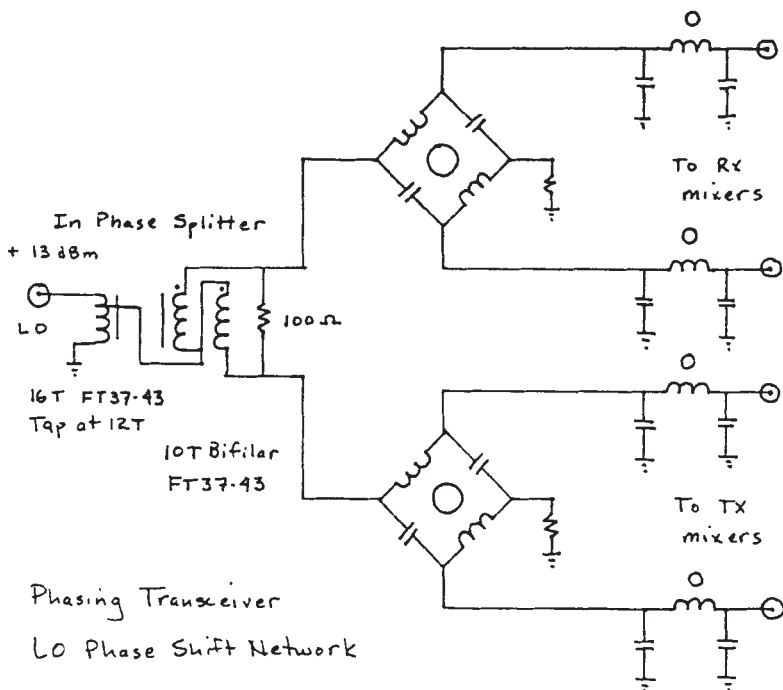 In Phase Splitter
+ 13 dBm
LO
100Ω
16T FT37-43
Tap at 12T
10T Bifilar
FT37-43
To Rx
mixers
To TX
mixers
Phasing Transceiver
LO Phase Shift Network